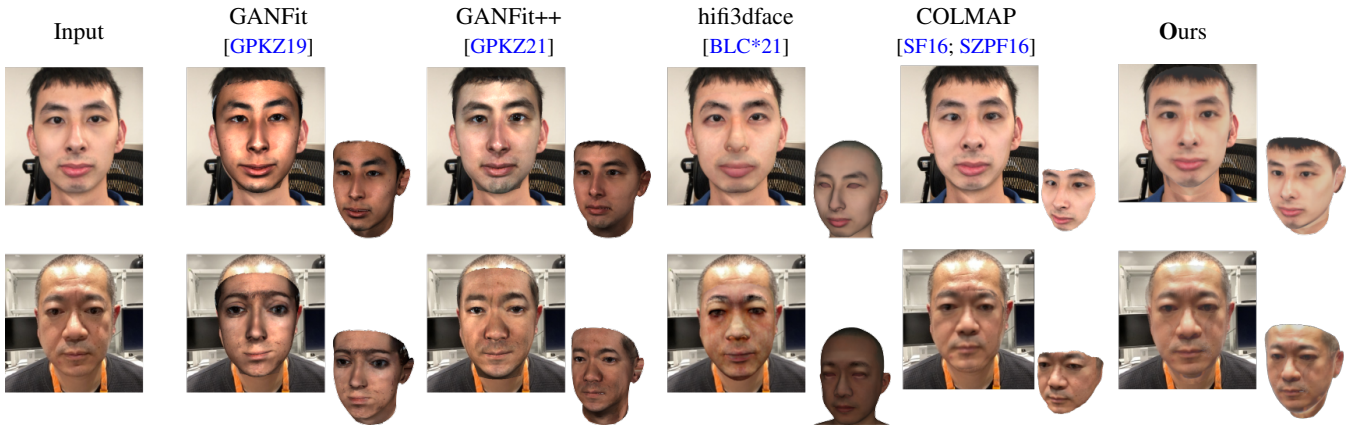 Input
GANFit
[GPKZ19]
GANFit++
[GPKZ21]
hifi3dface
[BLC*21]
COLMAP
[SF16; SZPF16]
Ours